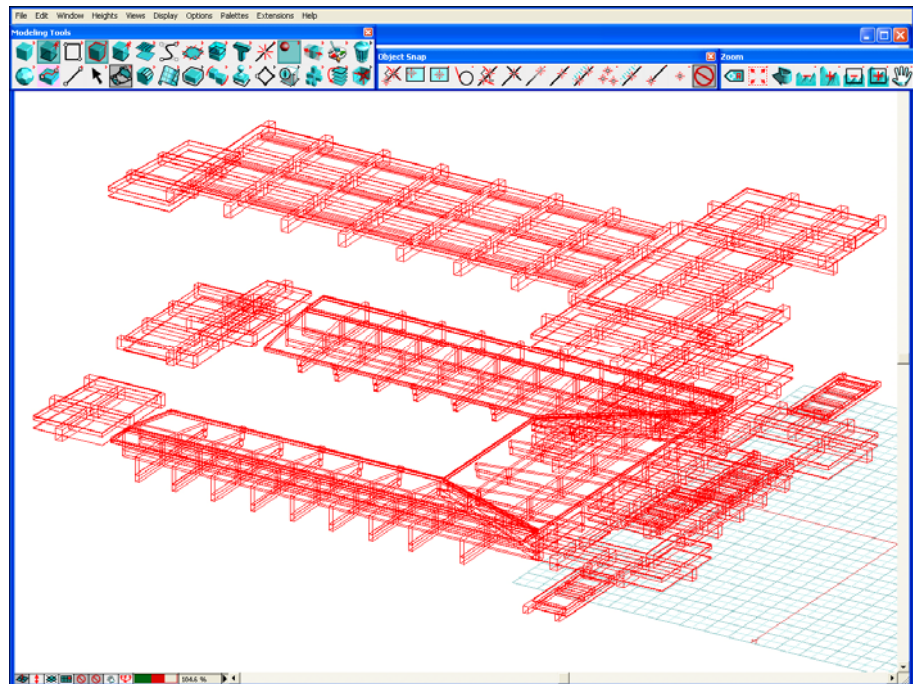 File Edit Window Heights Views Display Options Palettes Extensions Help
Modeling Tools
Object Snap
Zoom
104.6 %